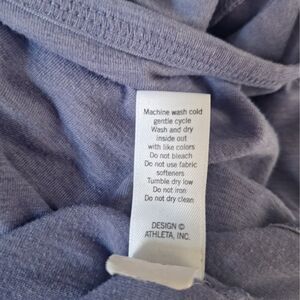 Machine wash cold
gentle cycle
Wash and dry
inside out
with like colors
Do not bleach
Do not use fabric
softeners
Tumble dry low
Do not iron
Do not dry clean
DESIGN ©
ATHLETA, INC.